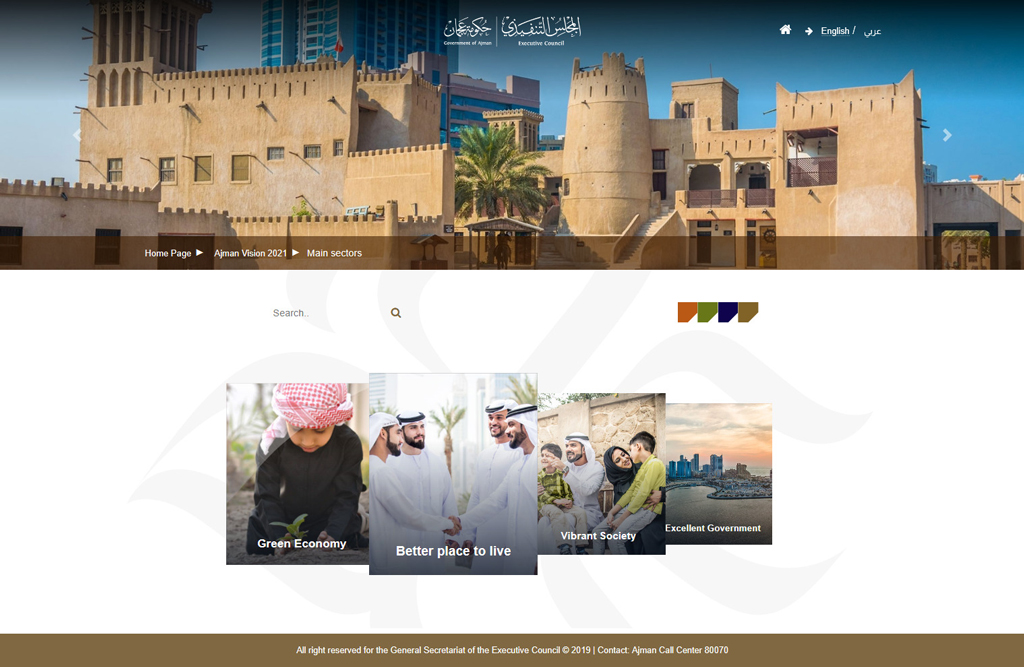 حكومة عجمان المجلس التنفيذي
Government of Ajman Executive Council
English / عربي
Home Page Ajman Vision 2021 Main sectors
Search..
Green Economy
Better place to live
Vibrant Society
Excellent Government
All right reserved for the General Secretariat of the Executive Council © 2019 | Contact: Ajman Call Center 80070